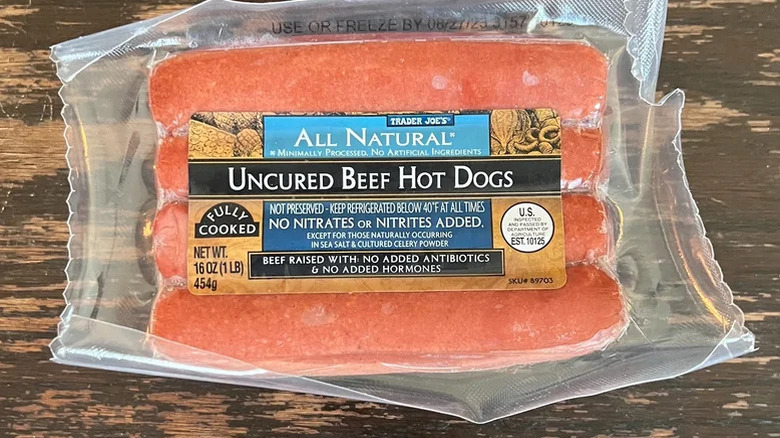 USE OR FREEZE BY 08/27/23
TRADER JOE'S®
ALL NATURAL*
* MINIMALLY PROCESSED. NO ARTIFICIAL INGREDIENTS
UNCURED BEEF HOT DOGS
FULLY
COOKED
NOT PRESERVED - KEEP REFRIGERATED BELOW 40°F AT ALL TIMES
NO NITRATES OR NITRITES ADDED.
EXCEPT FOR THOSE NATURALLY OCCURRING
IN SEA SALT & CULTURED CELERY POWDER
U.S.
INSPECTED
AND PASSED BY
DEPARTMENT OF
AGRICULTURE
EST.10125
NET WT.
16 OZ (1 LB)
454g
BEEF RAISED WITH: NO ADDED ANTIBIOTICS
& NO ADDED HORMONES
SKU# 89703